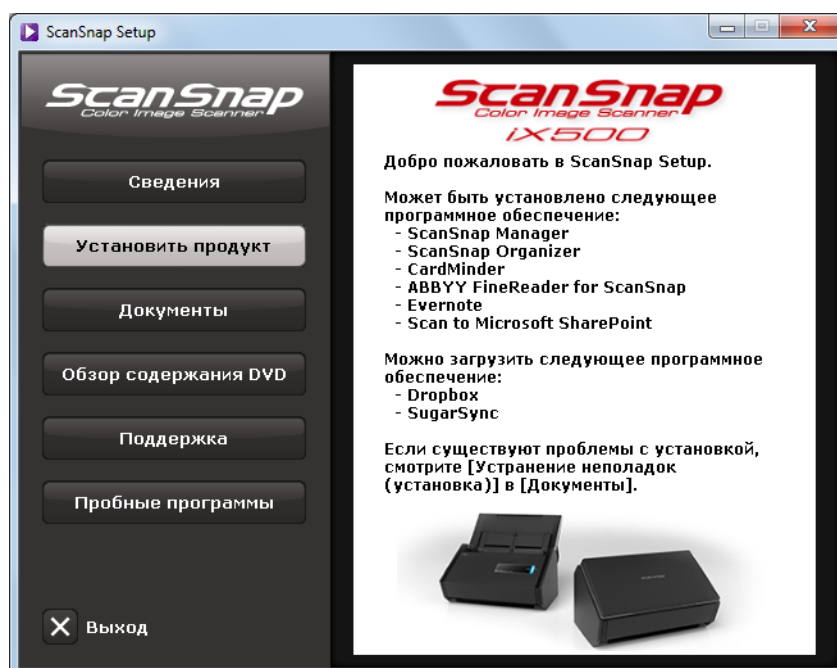 ScanSnap Setup
ScanSnap
Color Image Scanner
Сведения
Установить продукт
Документы
Обзор содержания DVD
Поддержка
Пробные программы
Выход
ScanSnap
Color Image Scanner
iX500
Добро пожаловать в ScanSnap Setup.
Может быть установлено следующее
программное обеспечение:
- ScanSnap Manager
- ScanSnap Organizer
- CardMinder
- ABBYY FineReader for ScanSnap
- Evernote
- Scan to Microsoft SharePoint
Можно загрузить следующее программное
обеспечение:
- Dropbox
- SugarSync
Если существуют проблемы с установкой,
смотрите [Устранение неполадок
(установка)] в [Документы].